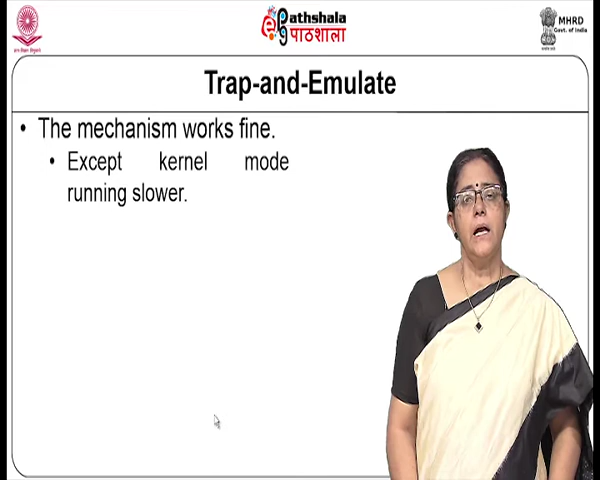 ePathshala
पाठशाला
MHRD
Govt. of India
Trap-and-Emulate
• The mechanism works fine.
• Except kernel mode
running slower.